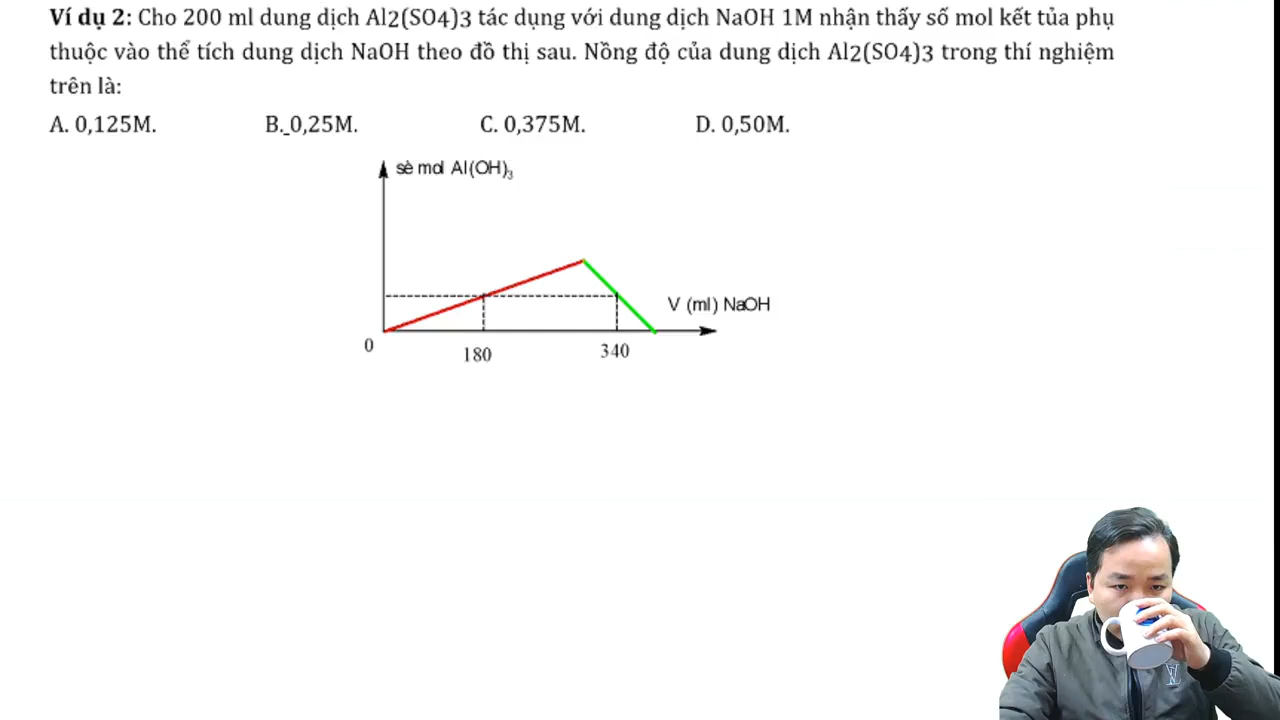 Ví dụ 2: Cho 200 ml dung dịch Al2(SO4)3 tác dụng với dung dịch NaOH 1M nhận thấy số mol kết tủa phụ
thuộc vào thể tích dung dịch NaOH theo đồ thị sau. Nồng độ của dung dịch Al2(SO4)3 trong thí nghiệm
trên là:
A. 0,125M. B. 0,25M. C. 0,375M. D. 0,50M.
sè mol Al(OH)3
V (ml) NaOH
0 180 340